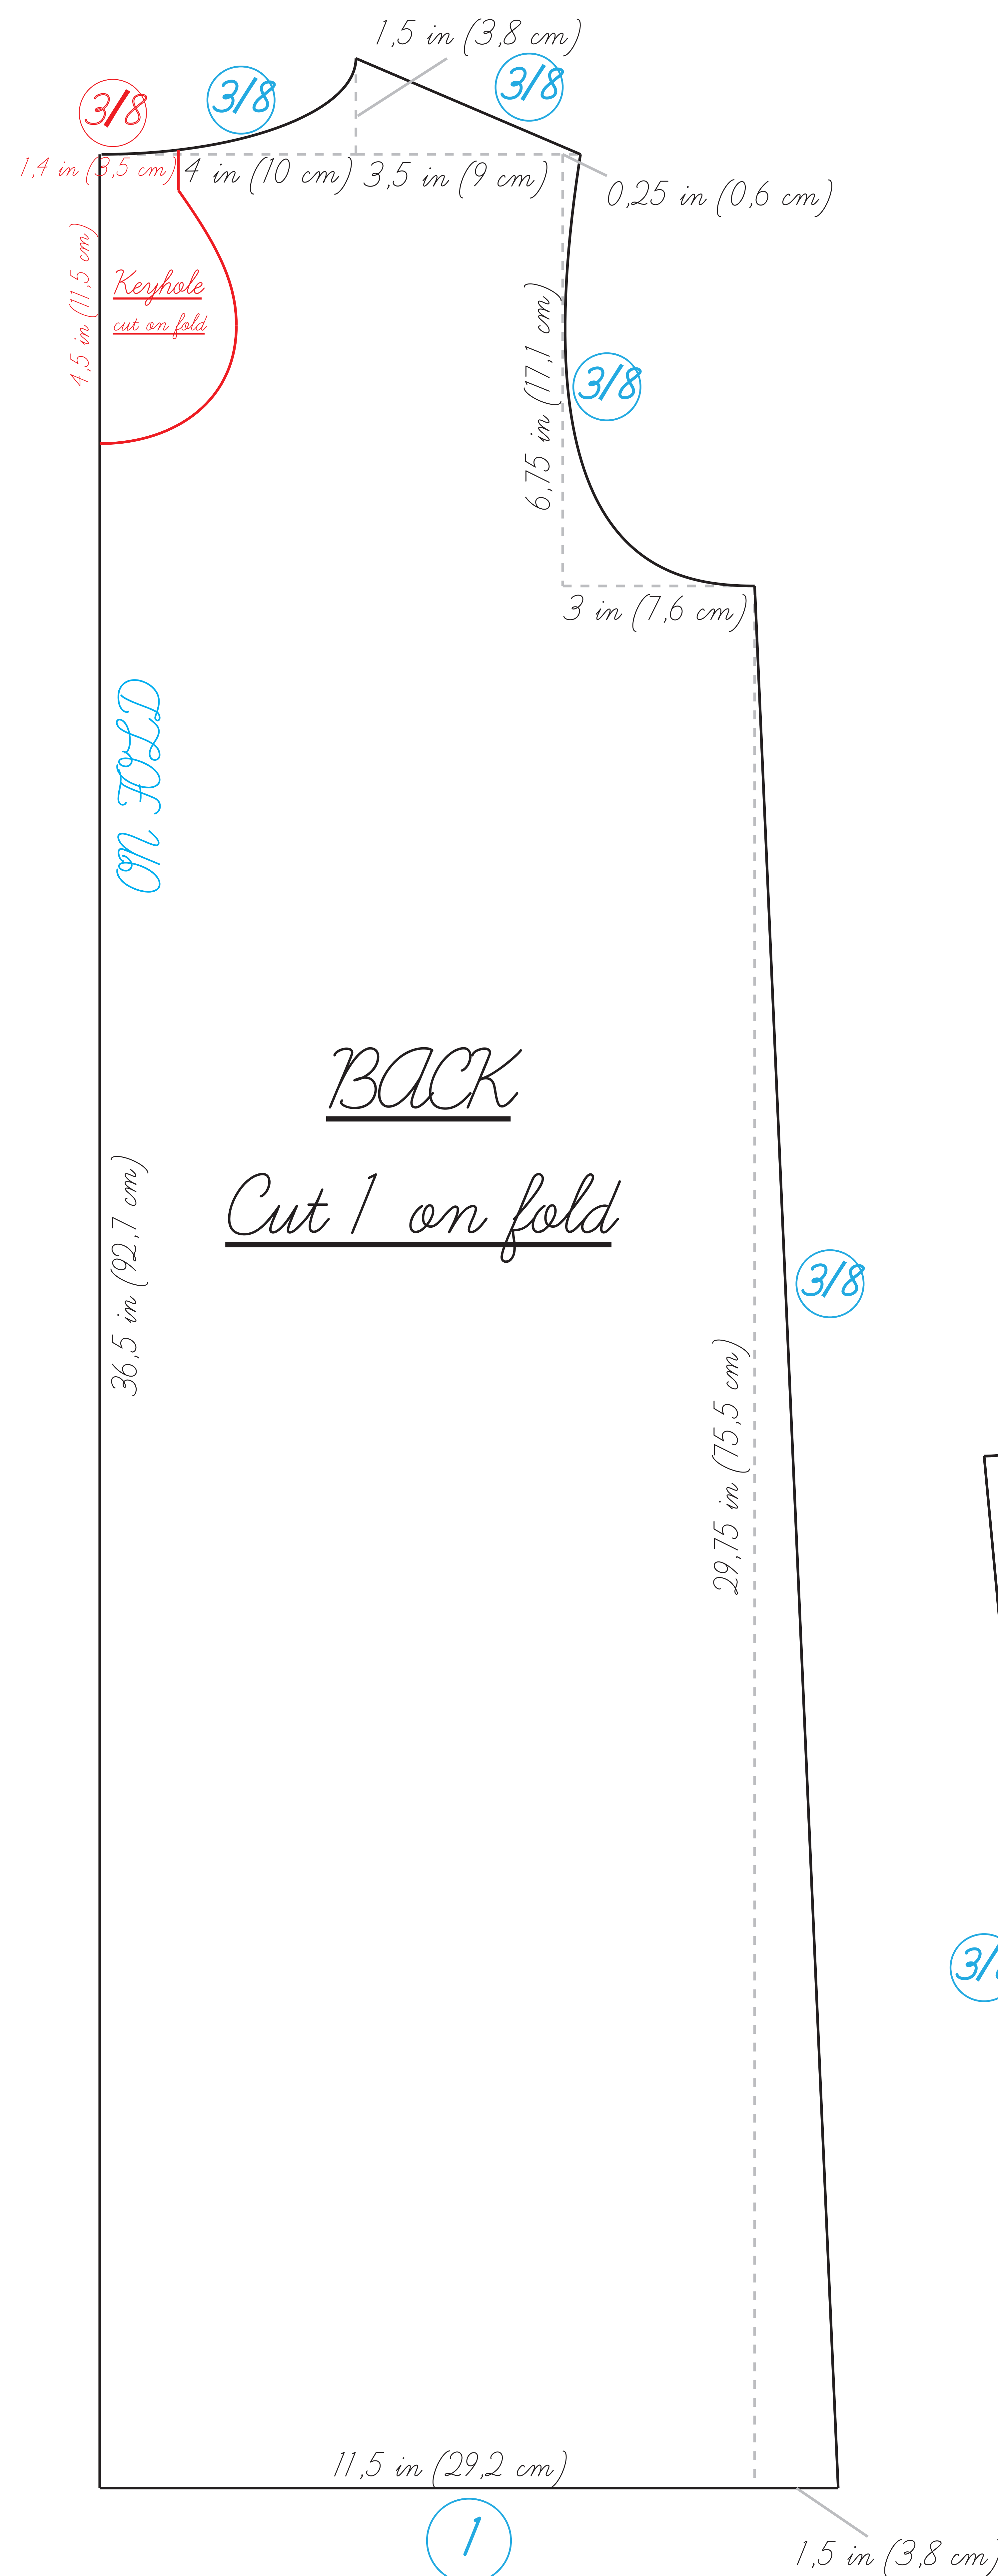 1,5 in (3,8 cm)
3/8
3/8
3/8
1,4 in (3,5 cm)
4 in (10 cm)
3,5 in (9 cm)
0,25 in (0,6 cm)
4,5 in (11,5 cm)
Keyhole
cut on fold
6,75 in (17,1 cm)
3/8
3 in (7,6 cm)
ON FOLD
BACK
Cut 1 on fold
36,5 in (92,7 cm)
3/8
29,75 in (75,5 cm)
3/8
11,5 in (29,2 cm)
1
1,5 in (3,8 cm)